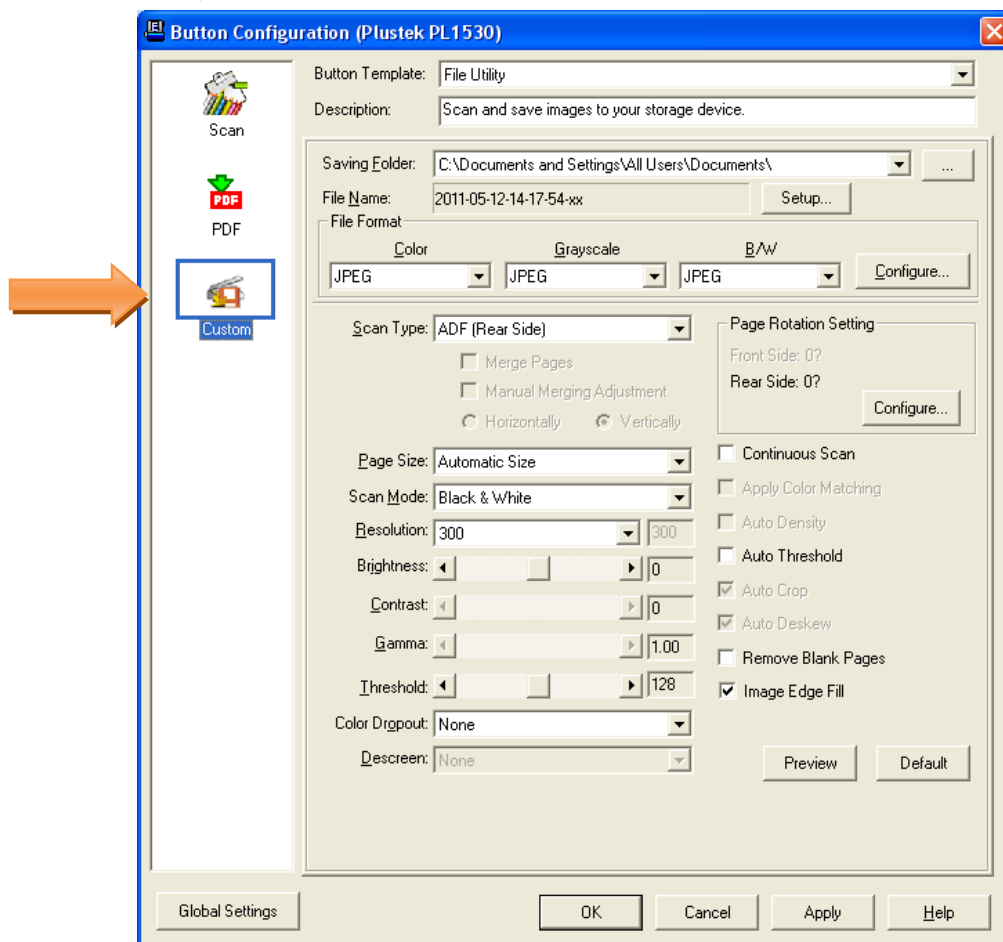 Button Configuration (Plustek PL1530)
Scan
PDF
PDF
Custom
Button Template: File Utility
Description: Scan and save images to your storage device.
Saving Folder: C:\Documents and Settings\All Users\Documents\ ...
File Name: 2011-05-12-14-17-54-xx Setup...
File Format
Color Grayscale B/W
JPEG JPEG JPEG Configure...
Scan Type: ADF (Rear Side)
Merge Pages
Manual Merging Adjustment
Horizontally Vertically
Page Rotation Setting
Front Side: 0?
Rear Side: 0?
Configure...
Page Size: Automatic Size
Scan Mode: Black & White
Resolution: 300 300
Brightness: 0
Contrast: 0
Gamma: 1.00
Threshold: 128
Color Dropout: None
Descreen: None
Continuous Scan
Apply Color Matching
Auto Density
Auto Threshold
Auto Crop
Auto Deskew
Remove Blank Pages
Image Edge Fill
Preview Default
Global Settings OK Cancel Apply Help